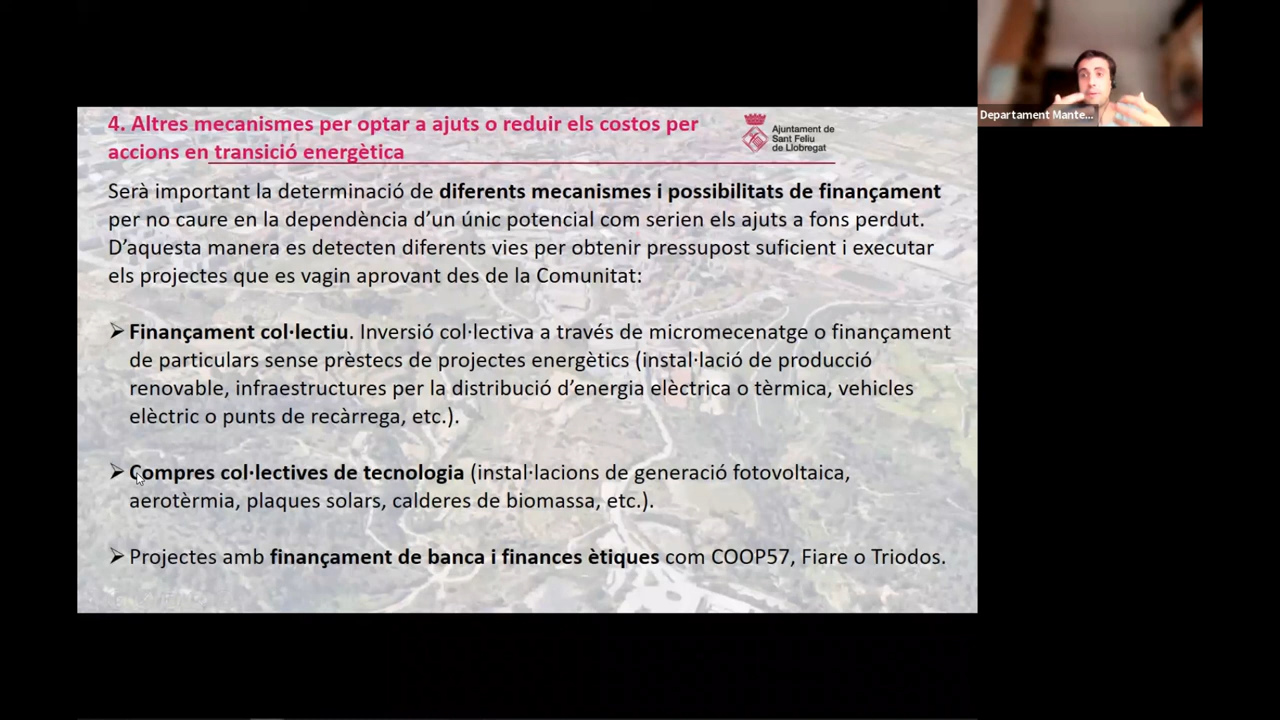 4. Altres mecanismes per optar a ajuts o reduir els costos per
accions en transició energètica
Ajuntament de
Sant Feliu
de Llobregat
Departament Mante...
Serà important la determinació de diferents mecanismes i possibilitats de finançament
per no caure en la dependència d’un únic potencial com serien els ajuts a fons perdut.
D’aquesta manera es detecten diferents vies per obtenir pressupost suficient i executar
els projectes que es vagin aprovant des de la Comunitat:
➢ Finançament col·lectiu. Inversió col·lectiva a través de micromecenatge o finançament
de particulars sense prèstecs de projectes energètics (instal·lació de producció
renovable, infraestructures per la distribució d’energia elèctrica o tèrmica, vehicles
elèctric o punts de recàrrega, etc.).
➢ Compres col·lectives de tecnologia (instal·lacions de generació fotovoltaica,
aerotèrmia, plaques solars, calderes de biomassa, etc.).
➢ Projectes amb finançament de banca i finances ètiques com COOP57, Fiare o Triodos.